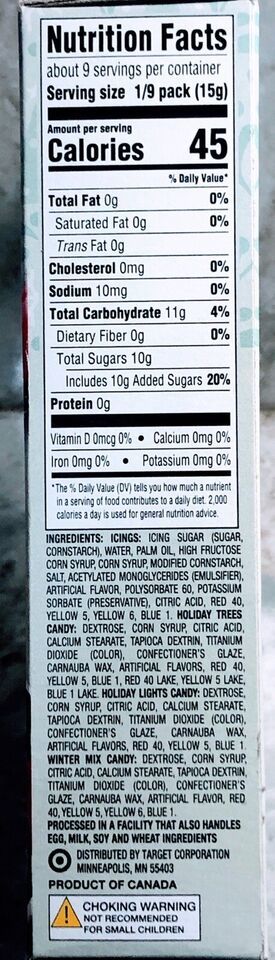 Nutrition Facts
about 9 servings per container
Serving size 1/9 pack (15g)
Amount per serving
Calories 45
% Daily Value*
Total Fat 0g 0%
Saturated Fat 0g 0%
Trans Fat 0g
Cholesterol 0mg 0%
Sodium 10mg 0%
Total Carbohydrate 11g 4%
Dietary Fiber 0g 0%
Total Sugars 10g
Includes 10g Added Sugars 20%
Protein 0g
Vitamin D 0mcg 0% • Calcium 0mg 0%
Iron 0mg 0% • Potassium 0mg 0%
*The % Daily Value (DV) tells you how much a nutrient
in a serving of food contributes to a daily diet. 2,000
calories a day is used for general nutrition advice.
INGREDIENTS: ICINGS: ICING SUGAR (SUGAR,
CORNSTARCH), WATER, PALM OIL, HIGH FRUCTOSE
CORN SYRUP, CORN SYRUP, MODIFIED CORNSTARCH,
SALT, ACETYLATED MONOGLYCERIDES (EMULSIFIER),
ARTIFICIAL FLAVOR, POLYSORBATE 60, POTASSIUM
SORBATE (PRESERVATIVE), CITRIC ACID, RED 40,
YELLOW 5, YELLOW 6, BLUE 1. HOLIDAY TREES
CANDY: DEXTROSE, CORN SYRUP, CITRIC ACID,
CALCIUM STEARATE, TAPIOCA DEXTRIN, TITANIUM
DIOXIDE (COLOR), CONFECTIONER'S GLAZE,
CARNAUBA WAX, ARTIFICIAL FLAVORS, RED 40,
YELLOW 5, BLUE 1, RED 40 LAKE, YELLOW 5 LAKE,
BLUE 1 LAKE. HOLIDAY LIGHTS CANDY: DEXTROSE,
CORN SYRUP, CITRIC ACID, CALCIUM STEARATE,
TAPIOCA DEXTRIN, TITANIUM DIOXIDE (COLOR),
CONFECTIONER'S GLAZE, CARNAUBA WAX,
ARTIFICIAL FLAVORS, RED 40, YELLOW 5, BLUE 1.
WINTER MIX CANDY: DEXTROSE, CORN SYRUP,
CITRIC ACID, CALCIUM STEARATE, TAPIOCA DEXTRIN,
TITANIUM DIOXIDE (COLOR), CONFECTIONER'S
GLAZE, CARNAUBA WAX, ARTIFICIAL FLAVOR, RED
40, YELLOW 5, YELLOW 6, BLUE 1.
PROCESSED IN A FACILITY THAT ALSO HANDLES
EGG, MILK, SOY AND WHEAT INGREDIENTS
DISTRIBUTED BY TARGET CORPORATION
MINNEAPOLIS, MN 55403
PRODUCT OF CANADA
CHOKING WARNING
NOT RECOMMENDED
FOR SMALL CHILDREN